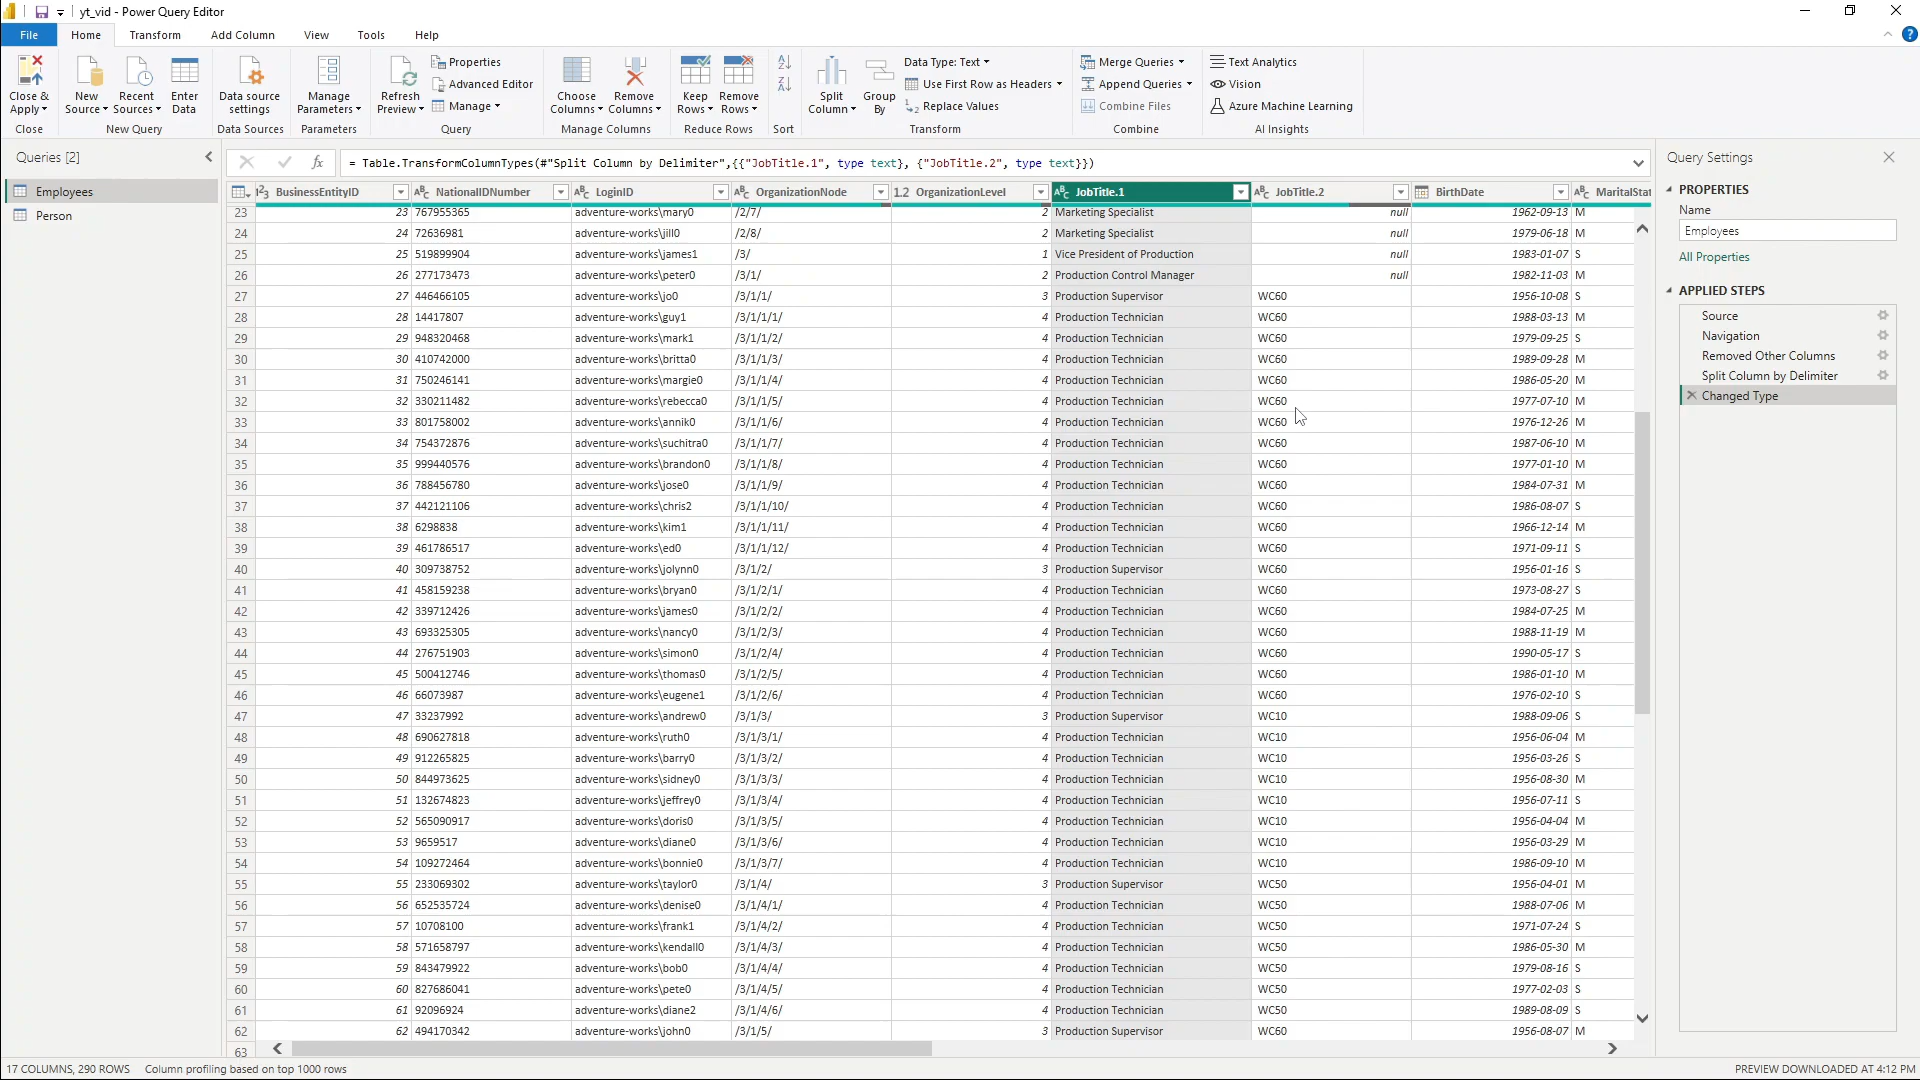 yt_vid - Power Query Editor
File Home Transform Add Column View Tools Help
Close & Apply
New Source
Recent Sources
Enter Data
Data source settings
Manage Parameters
Refresh Preview
Properties
Advanced Editor
Manage
Choose Columns
Remove Columns
Keep Rows
Remove Rows
Split Column
Group By
Data Type: Text
Use First Row as Headers
Replace Values
Merge Queries
Append Queries
Combine Files
Text Analytics
Vision
Azure Machine Learning
Close New Query Data Sources Parameters Query Manage Columns Reduce Rows Sort Transform Combine AI Insights
Queries [2]
Employees
Person
= Table.TransformColumnTypes(#"Split Column by Delimiter",{{"JobTitle.1", type text}, {"JobTitle.2", type text}})
BusinessEntityID NationalIDNumber LoginID OrganizationNode 1.2 OrganizationLevel JobTitle.1 JobTitle.2 BirthDate MaritalStat
23 23 767955365 adventure-works\mary0 /2/7/ 2 Marketing Specialist null 1962-09-13 M
24 24 72636981 adventure-works\jill0 /2/8/ 2 Marketing Specialist null 1979-06-18 M
25 25 519899904 adventure-works\james1 /3/ 1 Vice President of Production null 1983-01-07 S
26 26 277173473 adventure-works\peter0 /3/1/ 2 Production Control Manager null 1982-11-03 M
27 27 446466105 adventure-works\jo0 /3/1/1/ 3 Production Supervisor WC60 1956-10-08 S
28 28 14417807 adventure-works\guy1 /3/1/1/1/ 4 Production Technician WC60 1988-03-13 M
29 29 948320468 adventure-works\mark1 /3/1/1/2/ 4 Production Technician WC60 1979-09-25 S
30 30 410742000 adventure-works\britta0 /3/1/1/3/ 4 Production Technician WC60 1989-09-28 M
31 31 750246141 adventure-works\margie0 /3/1/1/4/ 4 Production Technician WC60 1986-05-20 M
32 32 330211482 adventure-works\rebecca0 /3/1/1/5/ 4 Production Technician WC60 1977-07-10 M
33 33 801758002 adventure-works\annik0 /3/1/1/6/ 4 Production Technician WC60 1976-12-26 M
34 34 754372876 adventure-works\suchitra0 /3/1/1/7/ 4 Production Technician WC60 1987-06-10 M
35 35 999440576 adventure-works\brandon0 /3/1/1/8/ 4 Production Technician WC60 1977-01-10 M
36 36 788456780 adventure-works\jose0 /3/1/1/9/ 4 Production Technician WC60 1984-07-31 M
37 37 442121106 adventure-works\chris2 /3/1/1/10/ 4 Production Technician WC60 1986-08-07 S
38 38 6298838 adventure-works\kim1 /3/1/1/11/ 4 Production Technician WC60 1966-12-14 M
39 39 461786517 adventure-works\ed0 /3/1/1/12/ 4 Production Technician WC60 1971-09-11 S
40 40 309738752 adventure-works\jolynn0 /3/1/2/ 3 Production Supervisor WC60 1956-01-16 S
41 41 458159238 adventure-works\bryan0 /3/1/2/1/ 4 Production Technician WC60 1973-08-27 S
42 42 339712426 adventure-works\james0 /3/1/2/2/ 4 Production Technician WC60 1984-07-25 M
43 43 693325305 adventure-works\nancy0 /3/1/2/3/ 4 Production Technician WC60 1988-11-19 M
44 44 276751903 adventure-works\simon0 /3/1/2/4/ 4 Production Technician WC60 1990-05-17 S
45 45 500412746 adventure-works\thomas0 /3/1/2/5/ 4 Production Technician WC60 1986-01-10 M
46 46 66073987 adventure-works\eugene1 /3/1/2/6/ 4 Production Technician WC60 1976-02-10 S
47 47 33237992 adventure-works\andrew0 /3/1/3/ 3 Production Supervisor WC10 1988-09-06 S
48 48 690627818 adventure-works\ruth0 /3/1/3/1/ 4 Production Technician WC10 1956-06-04 M
49 49 912265825 adventure-works\barry0 /3/1/3/2/ 4 Production Technician WC10 1956-03-26 S
50 50 844973625 adventure-works\sidney0 /3/1/3/3/ 4 Production Technician WC10 1956-08-30 M
51 51 132674823 adventure-works\jeffrey0 /3/1/3/4/ 4 Production Technician WC10 1956-07-11 S
52 52 565090917 adventure-works\doris0 /3/1/3/5/ 4 Production Technician WC10 1956-04-04 M
53 53 9659517 adventure-works\diane0 /3/1/3/6/ 4 Production Technician WC10 1956-03-29 M
54 54 109272464 adventure-works\bonnie0 /3/1/3/7/ 4 Production Technician WC10 1986-09-10 M
55 55 233069302 adventure-works\taylor0 /3/1/4/ 3 Production Supervisor WC50 1956-04-01 M
56 56 652535724 adventure-works\denise0 /3/1/4/1/ 4 Production Technician WC50 1988-07-06 M
57 57 10708100 adventure-works\frank1 /3/1/4/2/ 4 Production Technician WC50 1971-07-24 S
58 58 571658797 adventure-works\kendall0 /3/1/4/3/ 4 Production Technician WC50 1986-05-30 M
59 59 843479922 adventure-works\bob0 /3/1/4/4/ 4 Production Technician WC50 1979-08-16 S
60 60 827686041 adventure-works\pete0 /3/1/4/5/ 4 Production Technician WC50 1977-02-03 S
61 61 92096924 adventure-works\diane2 /3/1/4/6/ 4 Production Technician WC50 1989-08-09 S
62 62 494170342 adventure-works\john0 /3/1/5/ 3 Production Supervisor WC60 1956-08-07 M
63
Query Settings
PROPERTIES
Name
Employees
All Properties
APPLIED STEPS
Source
Navigation
Removed Other Columns
Split Column by Delimiter
Changed Type
17 COLUMNS, 290 ROWS Column profiling based on top 1000 rows PREVIEW DOWNLOADED AT 4:12 PM